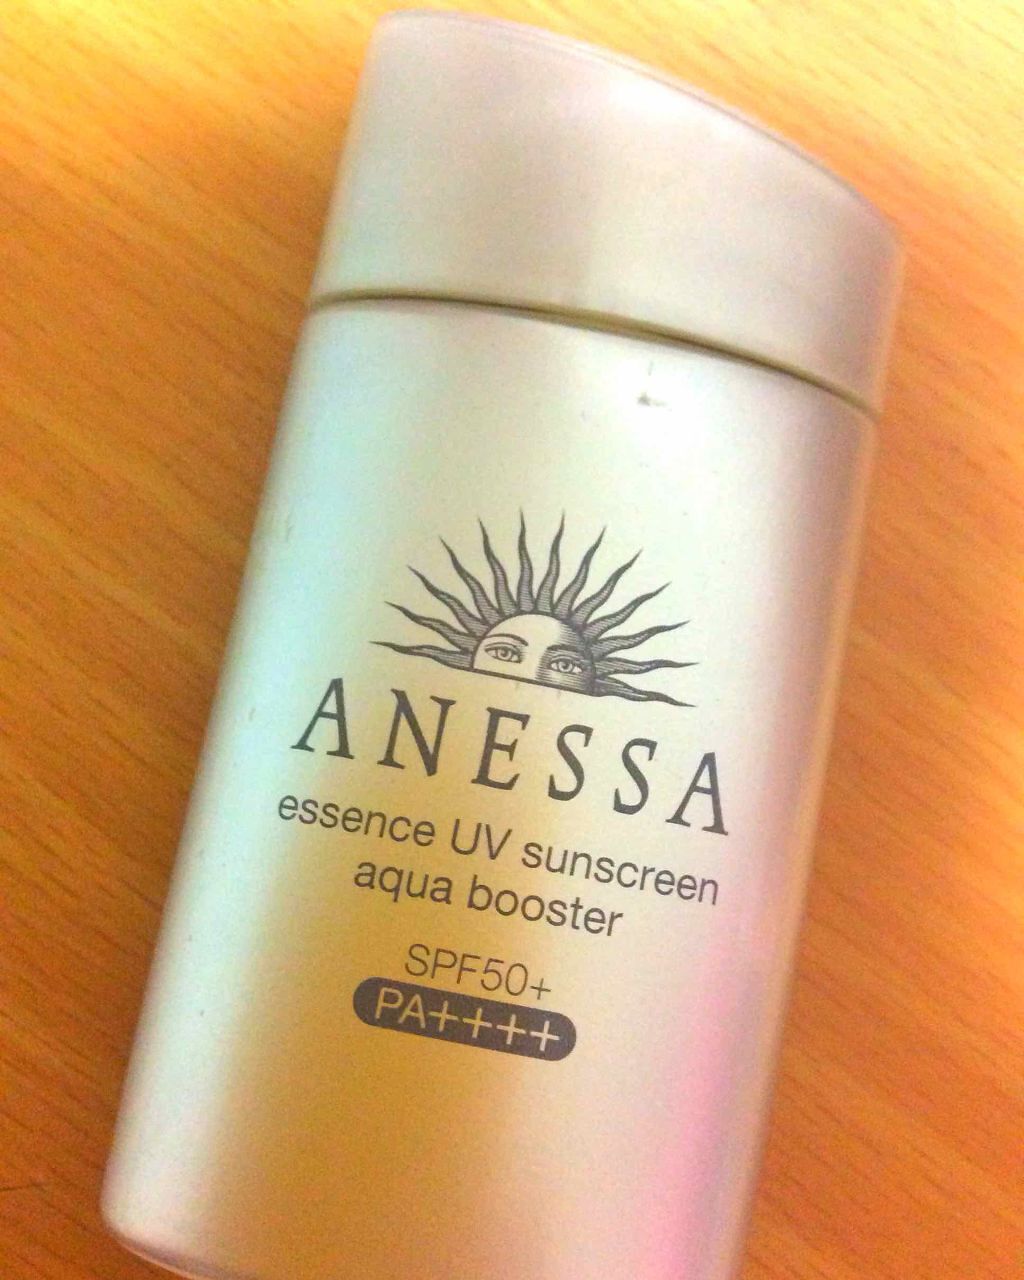 ANESSA
essence UV sunscreen
aqua booster
SPF50+
PA++++